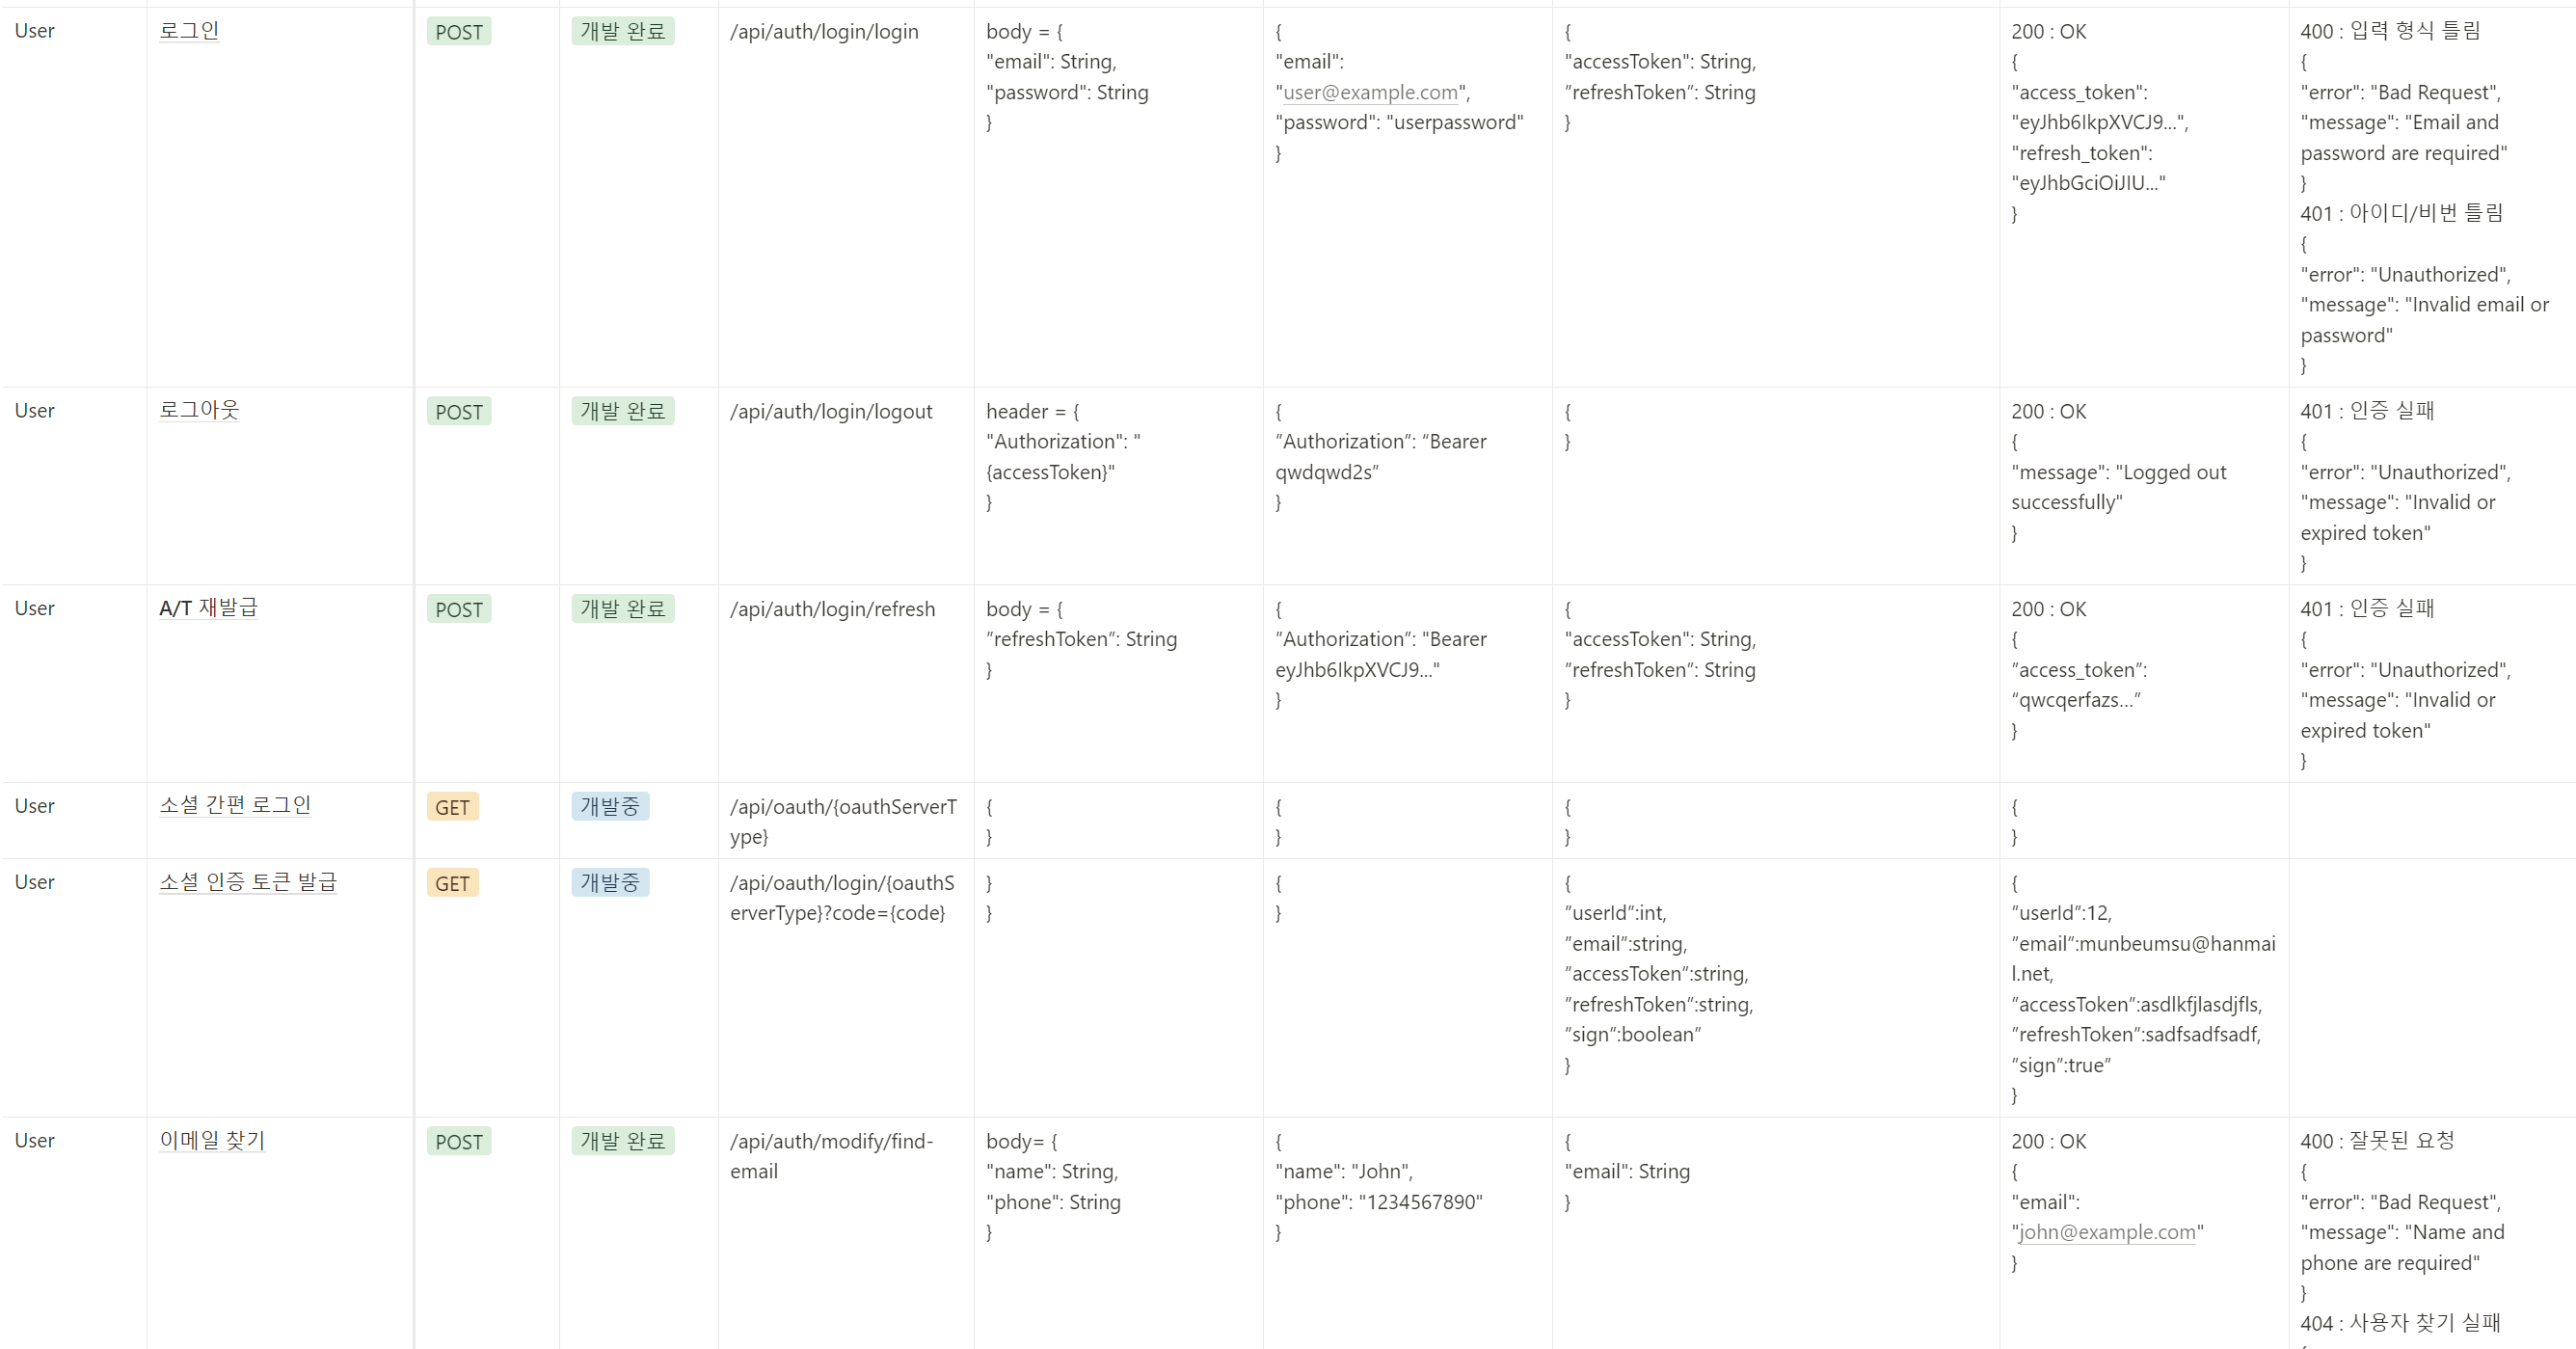 User
로그인
POST
개발 완료
/api/auth/login/login
body = {
"email": String,
"password": String
}
{
"email":
"user@example.com",
"password": "userpassword"
}
{
"accessToken": String,
”refreshToken”: String
}
200 : OK
{
"access_token":
"eyJhb6IkpXVCJ9...",
"refresh_token":
"eyJhbGciOiJIU..."
}
400 : 입력 형식 틀림
{
"error": "Bad Request",
"message": "Email and
password are required"
}
401 : 아이디/비번 틀림
{
"error": "Unauthorized",
"message": "Invalid email or
password"
}
User
로그아웃
POST
개발 완료
/api/auth/login/logout
header = {
"Authorization": "
{accessToken}"
}
{
”Authorization”: “Bearer
qwdqwd2s”
}
{
}
200 : OK
{
"message": "Logged out
successfully"
}
401 : 인증 실패
{
"error": "Unauthorized",
"message": "Invalid or
expired token"
}
User
A/T 재발급
POST
개발 완료
/api/auth/login/refresh
body = {
”refreshToken”: String
}
{
”Authorization”: "Bearer
eyJhb6IkpXVCJ9..."
}
{
"accessToken": String,
”refreshToken”: String
}
200 : OK
{
”access_token”:
“qwcqerfazs…”
}
401 : 인증 실패
{
"error": "Unauthorized",
"message": "Invalid or
expired token"
}
User
소셜 간편 로그인
GET
개발중
/api/oauth/{oauthServerT
ype}
{
}
{
}
{
}
{
}
User
소셜 인증 토큰 발급
GET
개발중
/api/oauth/login/{oauthS
erverType}?code={code}
}
}
{
}
{
”userId”:int,
”email“:string,
”accessToken“:string,
”refreshToken“:string,
”sign”:boolean”
}
{
”userId”:12,
”email“:munbeumsu@hanmai
l.net,
”accessToken“:asdlkfjlasdjfls,
”refreshToken“:sadfsadfsadf,
”sign”:true”
}
User
이메일 찾기
POST
개발 완료
/api/auth/modify/find-
email
body= {
"name": String,
"phone": String
}
{
"name": "John",
"phone": "1234567890"
}
{
"email": String
}
200 : OK
{
"email":
"john@example.com"
}
400 : 잘못된 요청
{
"error": "Bad Request",
"message": "Name and
phone are required"
}
404 : 사용자 찾기 실패